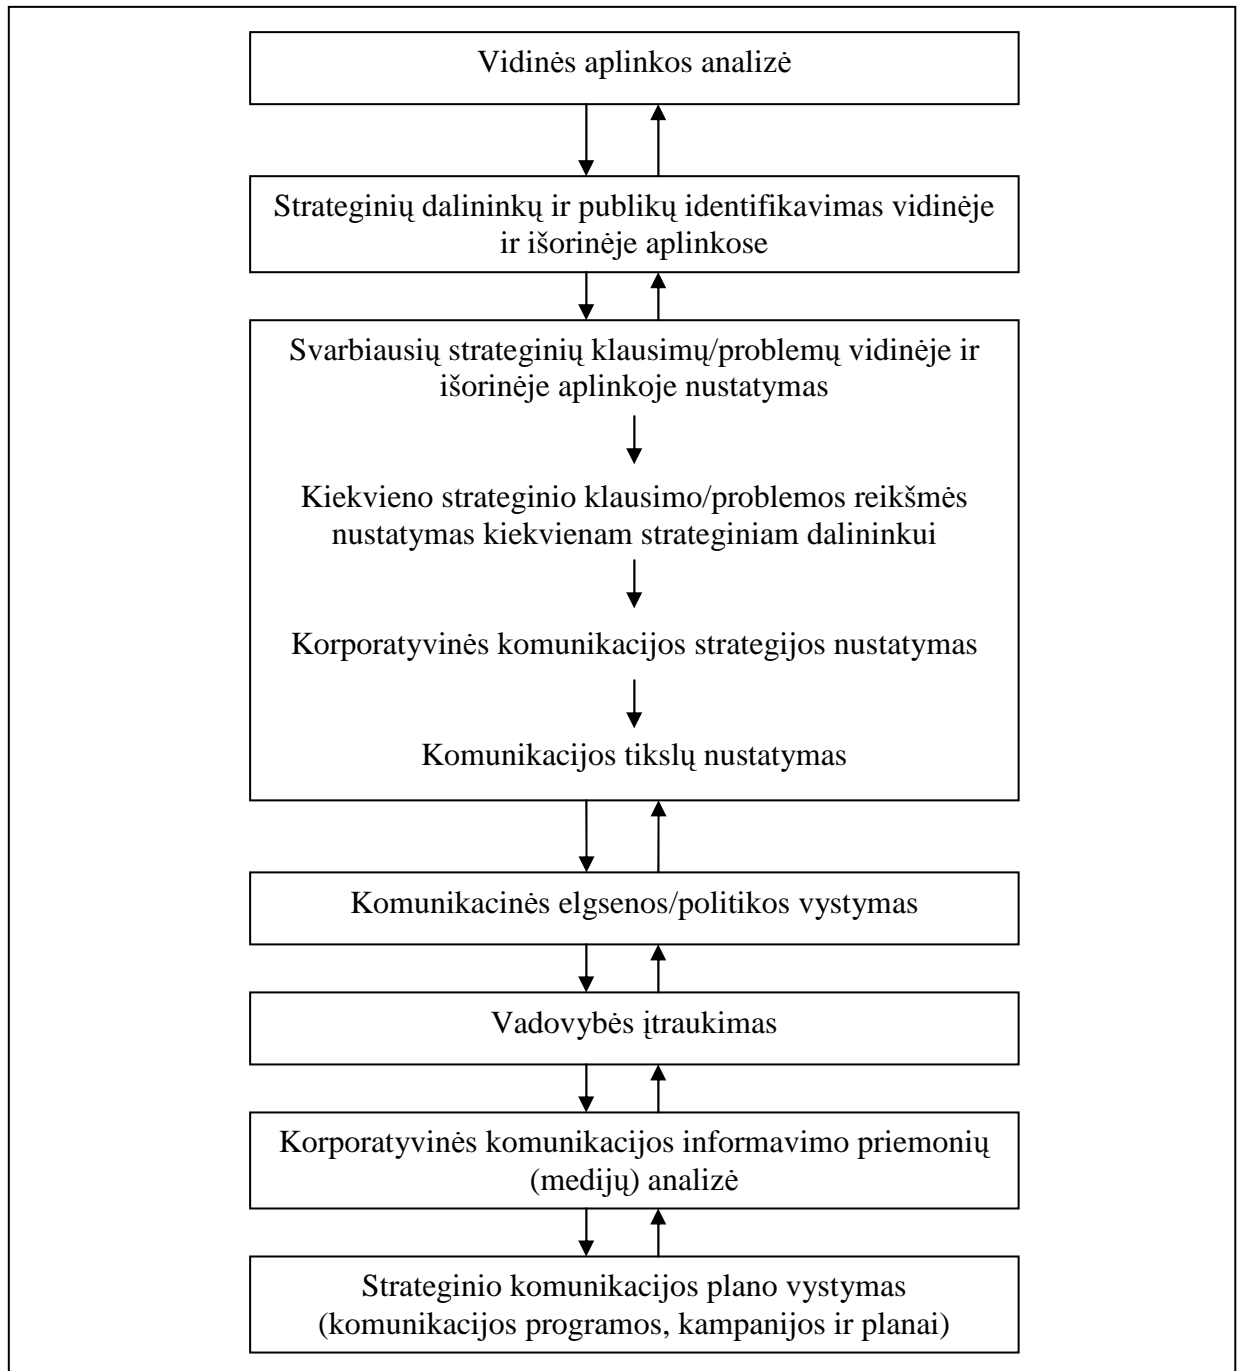 Vidinės aplinkos analizė
Strateginių dalininkų ir publikų identifikavimas vidinėje
ir išorinėje aplinkose
Svarbiausių strateginių klausimų/problemų vidinėje ir
išorinėje aplinkoje nustatymas
Kiekvieno strateginio klausimo/problemos reikšmės
nustatymas kiekvienam strateginiam dalininkui
Korporatyvinės komunikacijos strategijos nustatymas
Komunikacijos tikslų nustatymas
Komunikacinės elgsenos/politikos vystymas
Vadovybės įtraukimas
Korporatyvinės komunikacijos informavimo priemonių
(medijų) analizė
Strateginio komunikacijos plano vystymas
(komunikacijos programos, kampanijos ir planai)